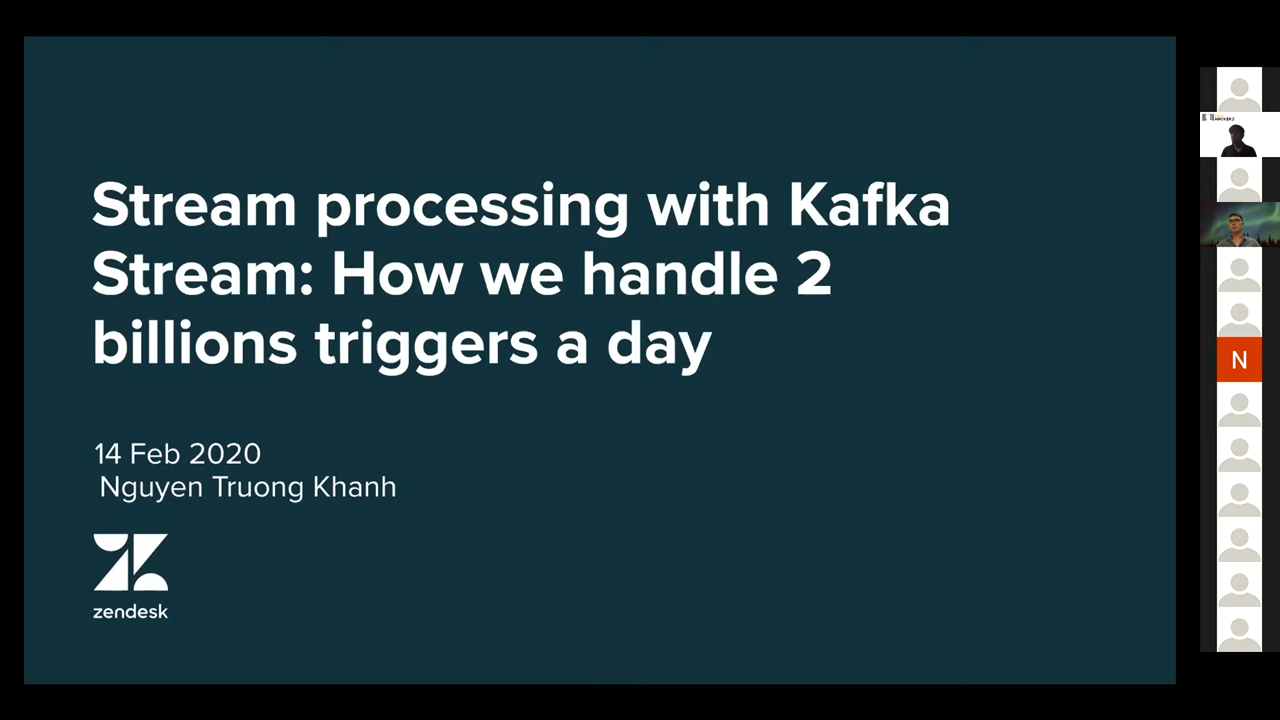 Stream processing with Kafka
Stream: How we handle 2
billions triggers a day
14 Feb 2020
Nguyen Truong Khanh
zendesk
HACKERS
N